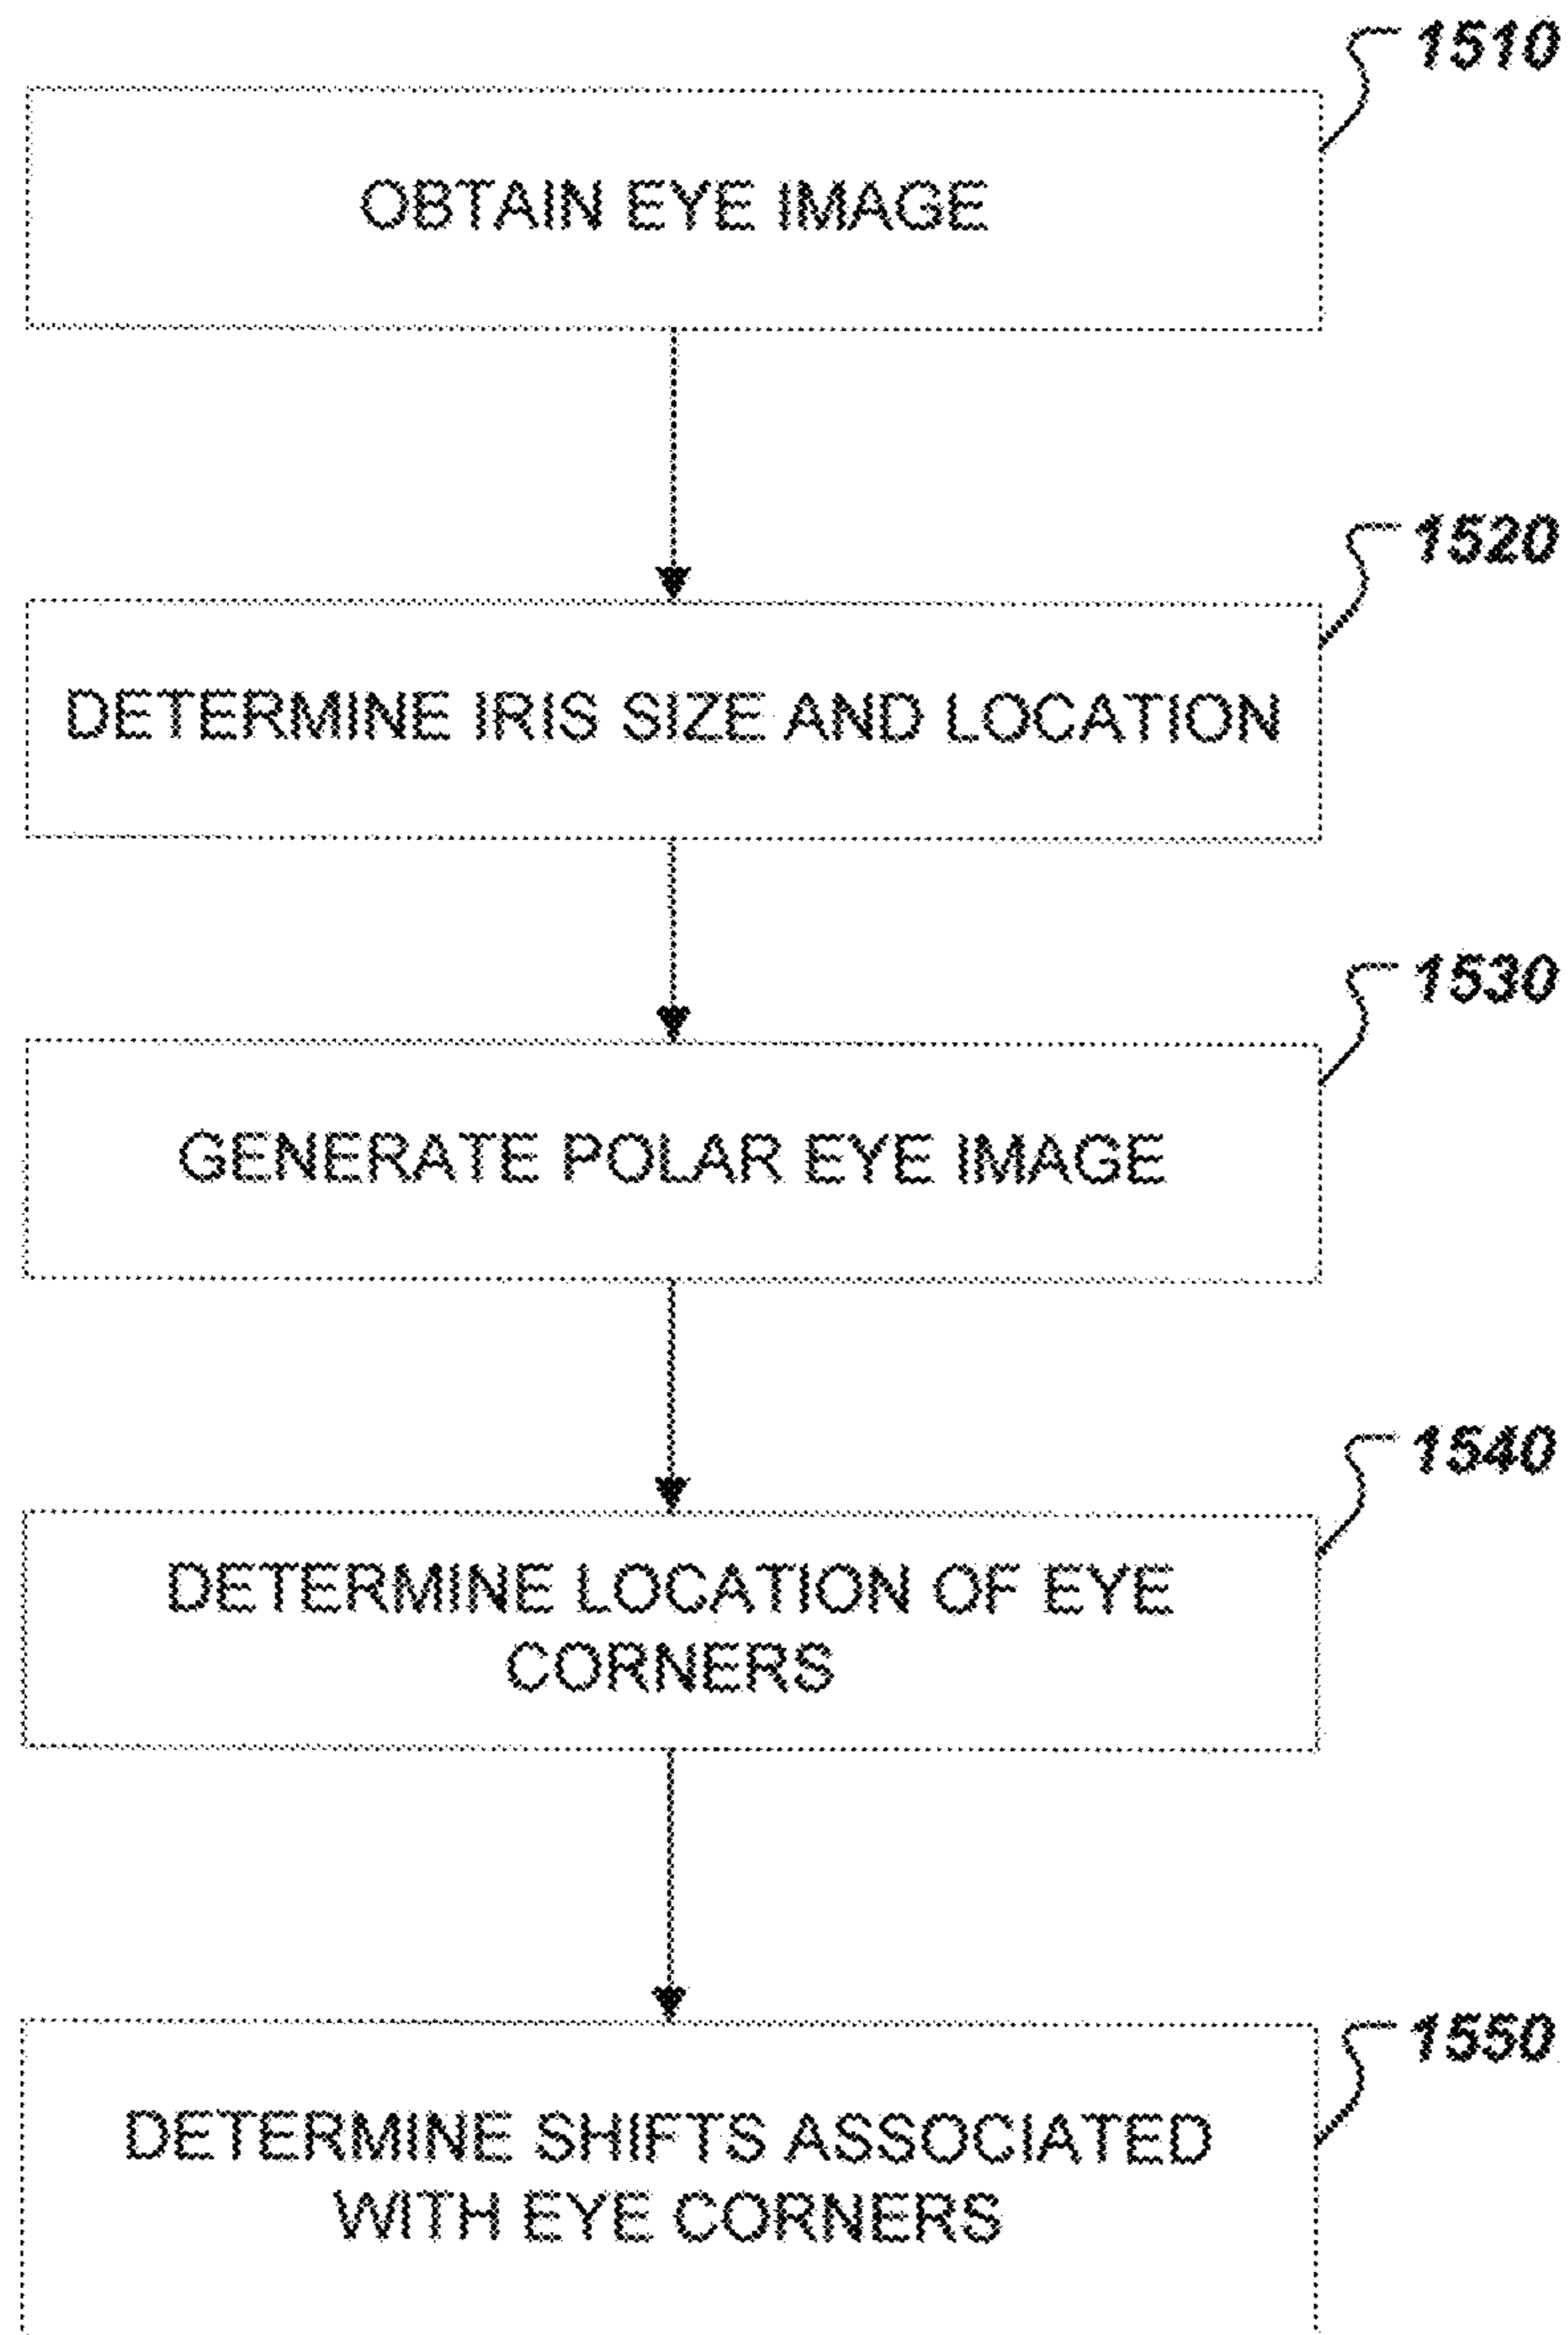 1510
OBTAIN EYE IMAGE
1520
DETERMINE IRIS SIZE AND LOCATION
1530
GENERATE POLAR EYE IMAGE
1540
DETERMINE LOCATION OF EYE
CORNERS
1550
DETERMINE SHIFTS ASSOCIATED
WITH EYE CORNERS